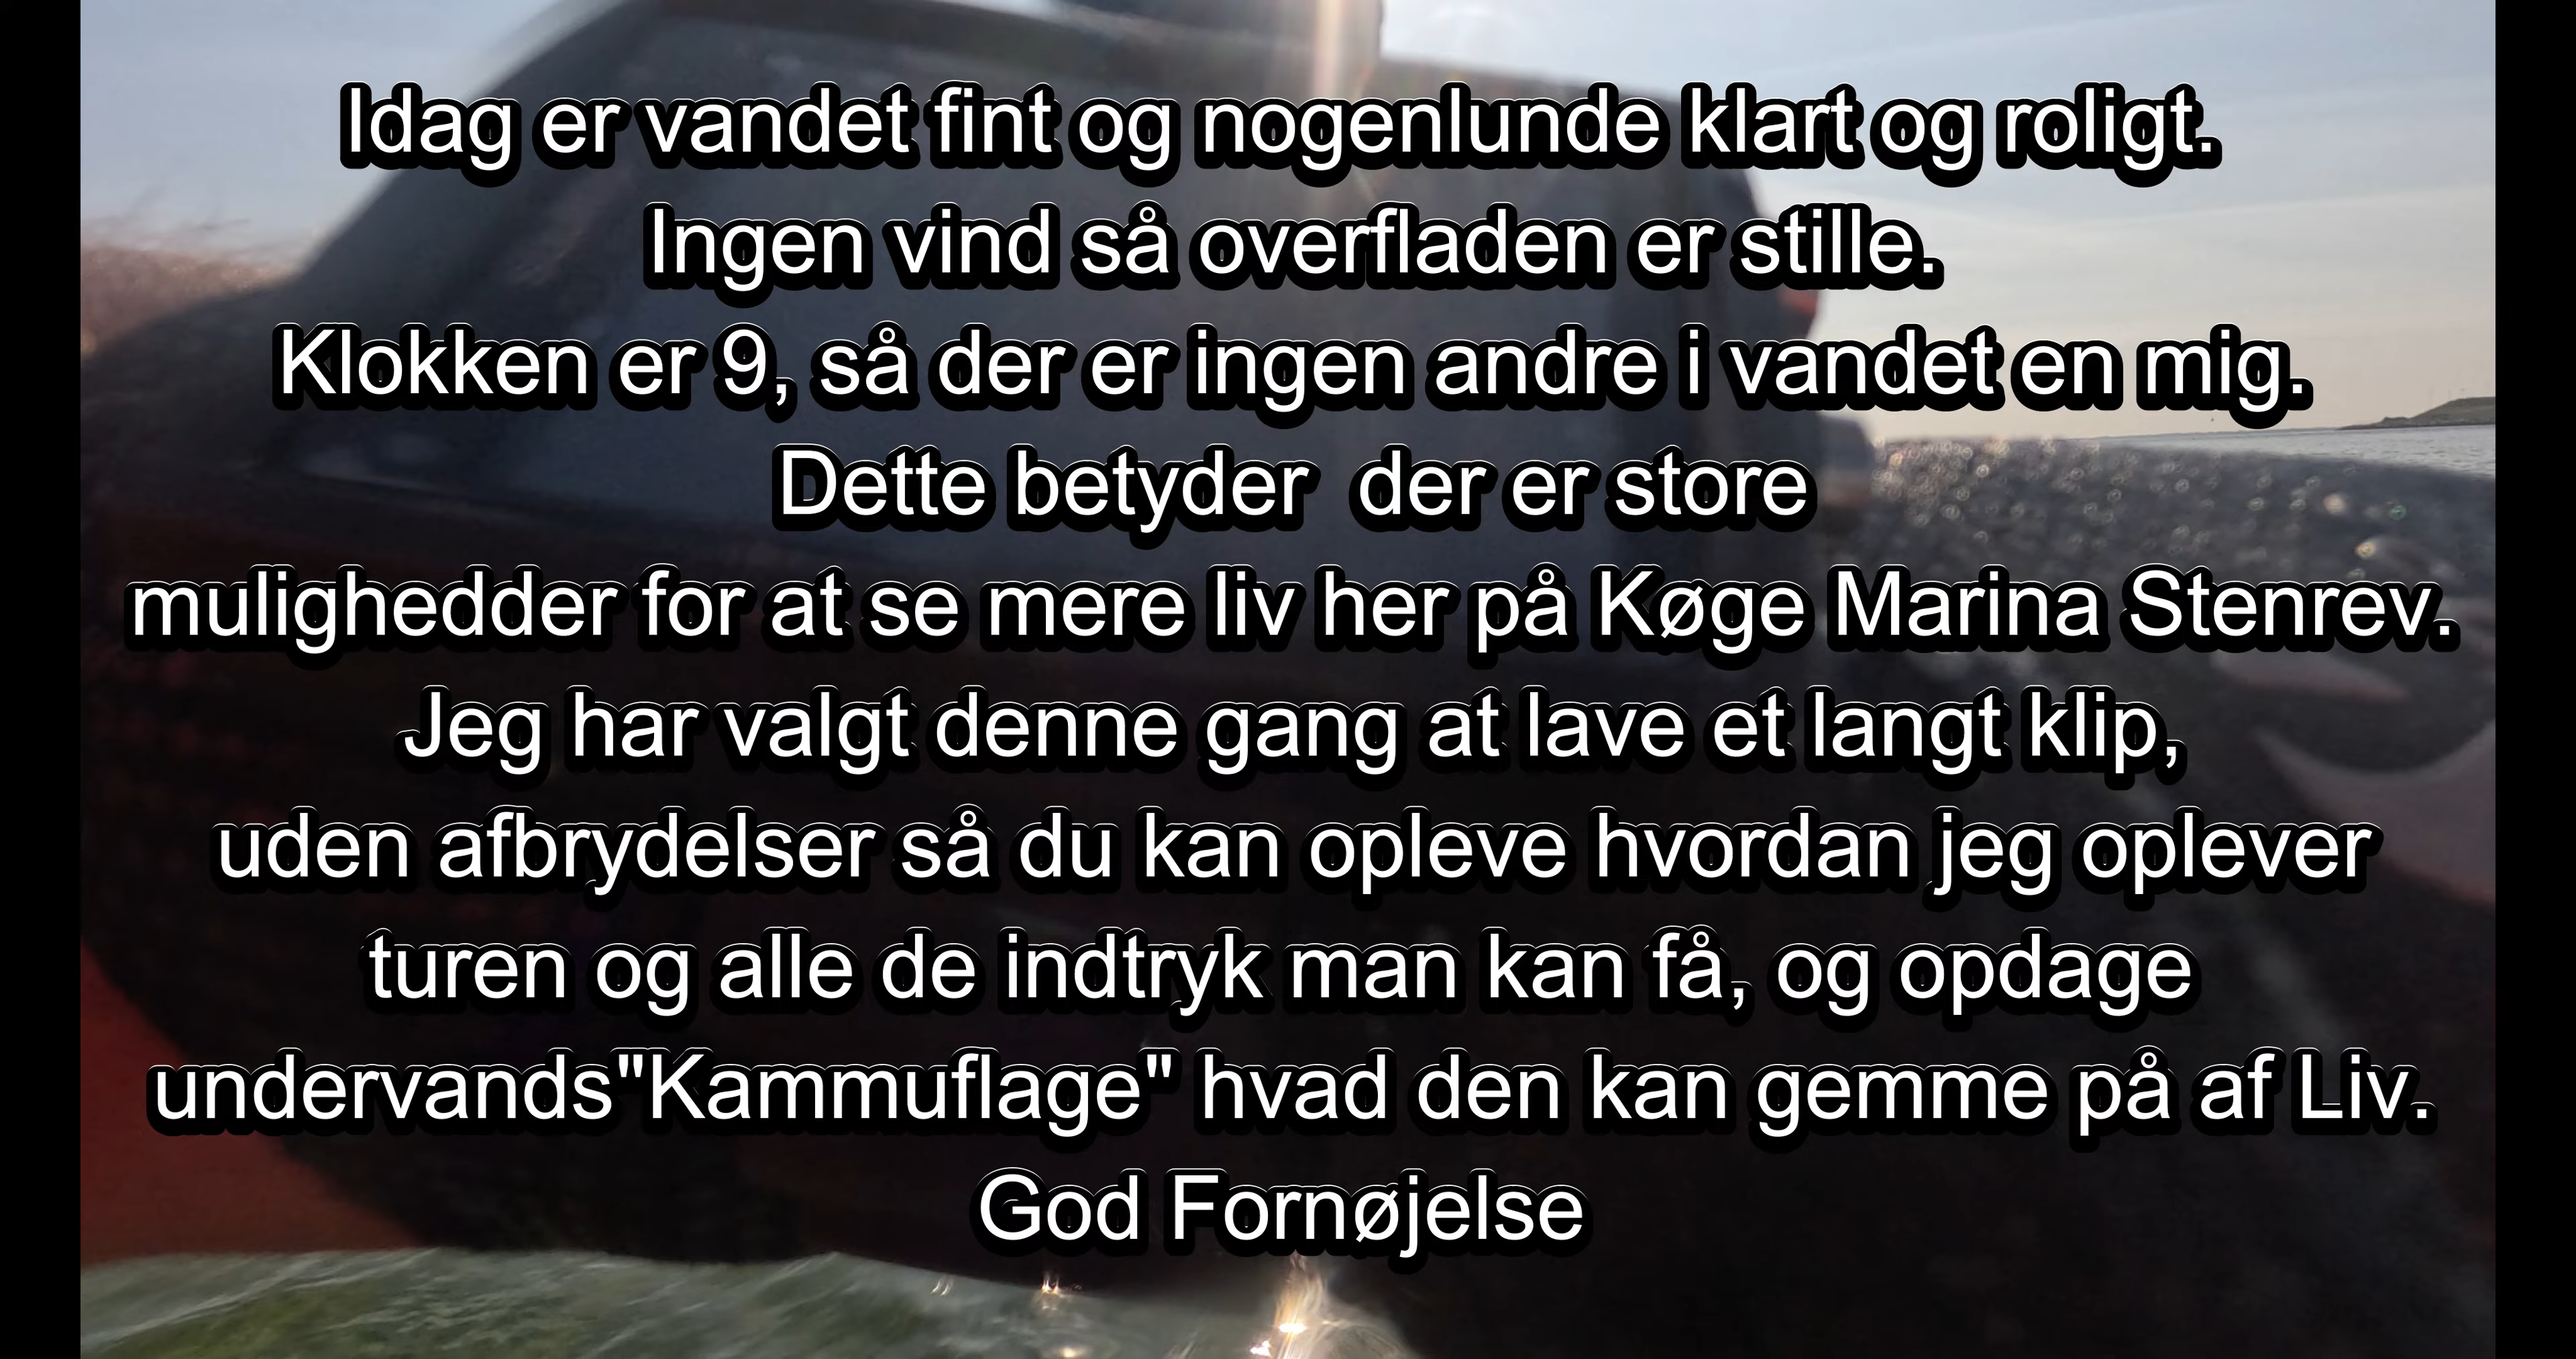 Idag er vandet fint og nogenlunde klart og roligt.
Ingen vind så overfladen er stille.
Klokken er 9, så der er ingen andre i vandet en mig.
Dette betyder  der er store
mulighedder for at se mere liv her på Køge Marina Stenrev.
Jeg har valgt denne gang at lave et langt klip,
uden afbrydelser så du kan opleve hvordan jeg oplever
turen og alle de indtryk man kan få, og opdage
undervands"Kammuflage" hvad den kan gemme på af Liv.
God Fornøjelse